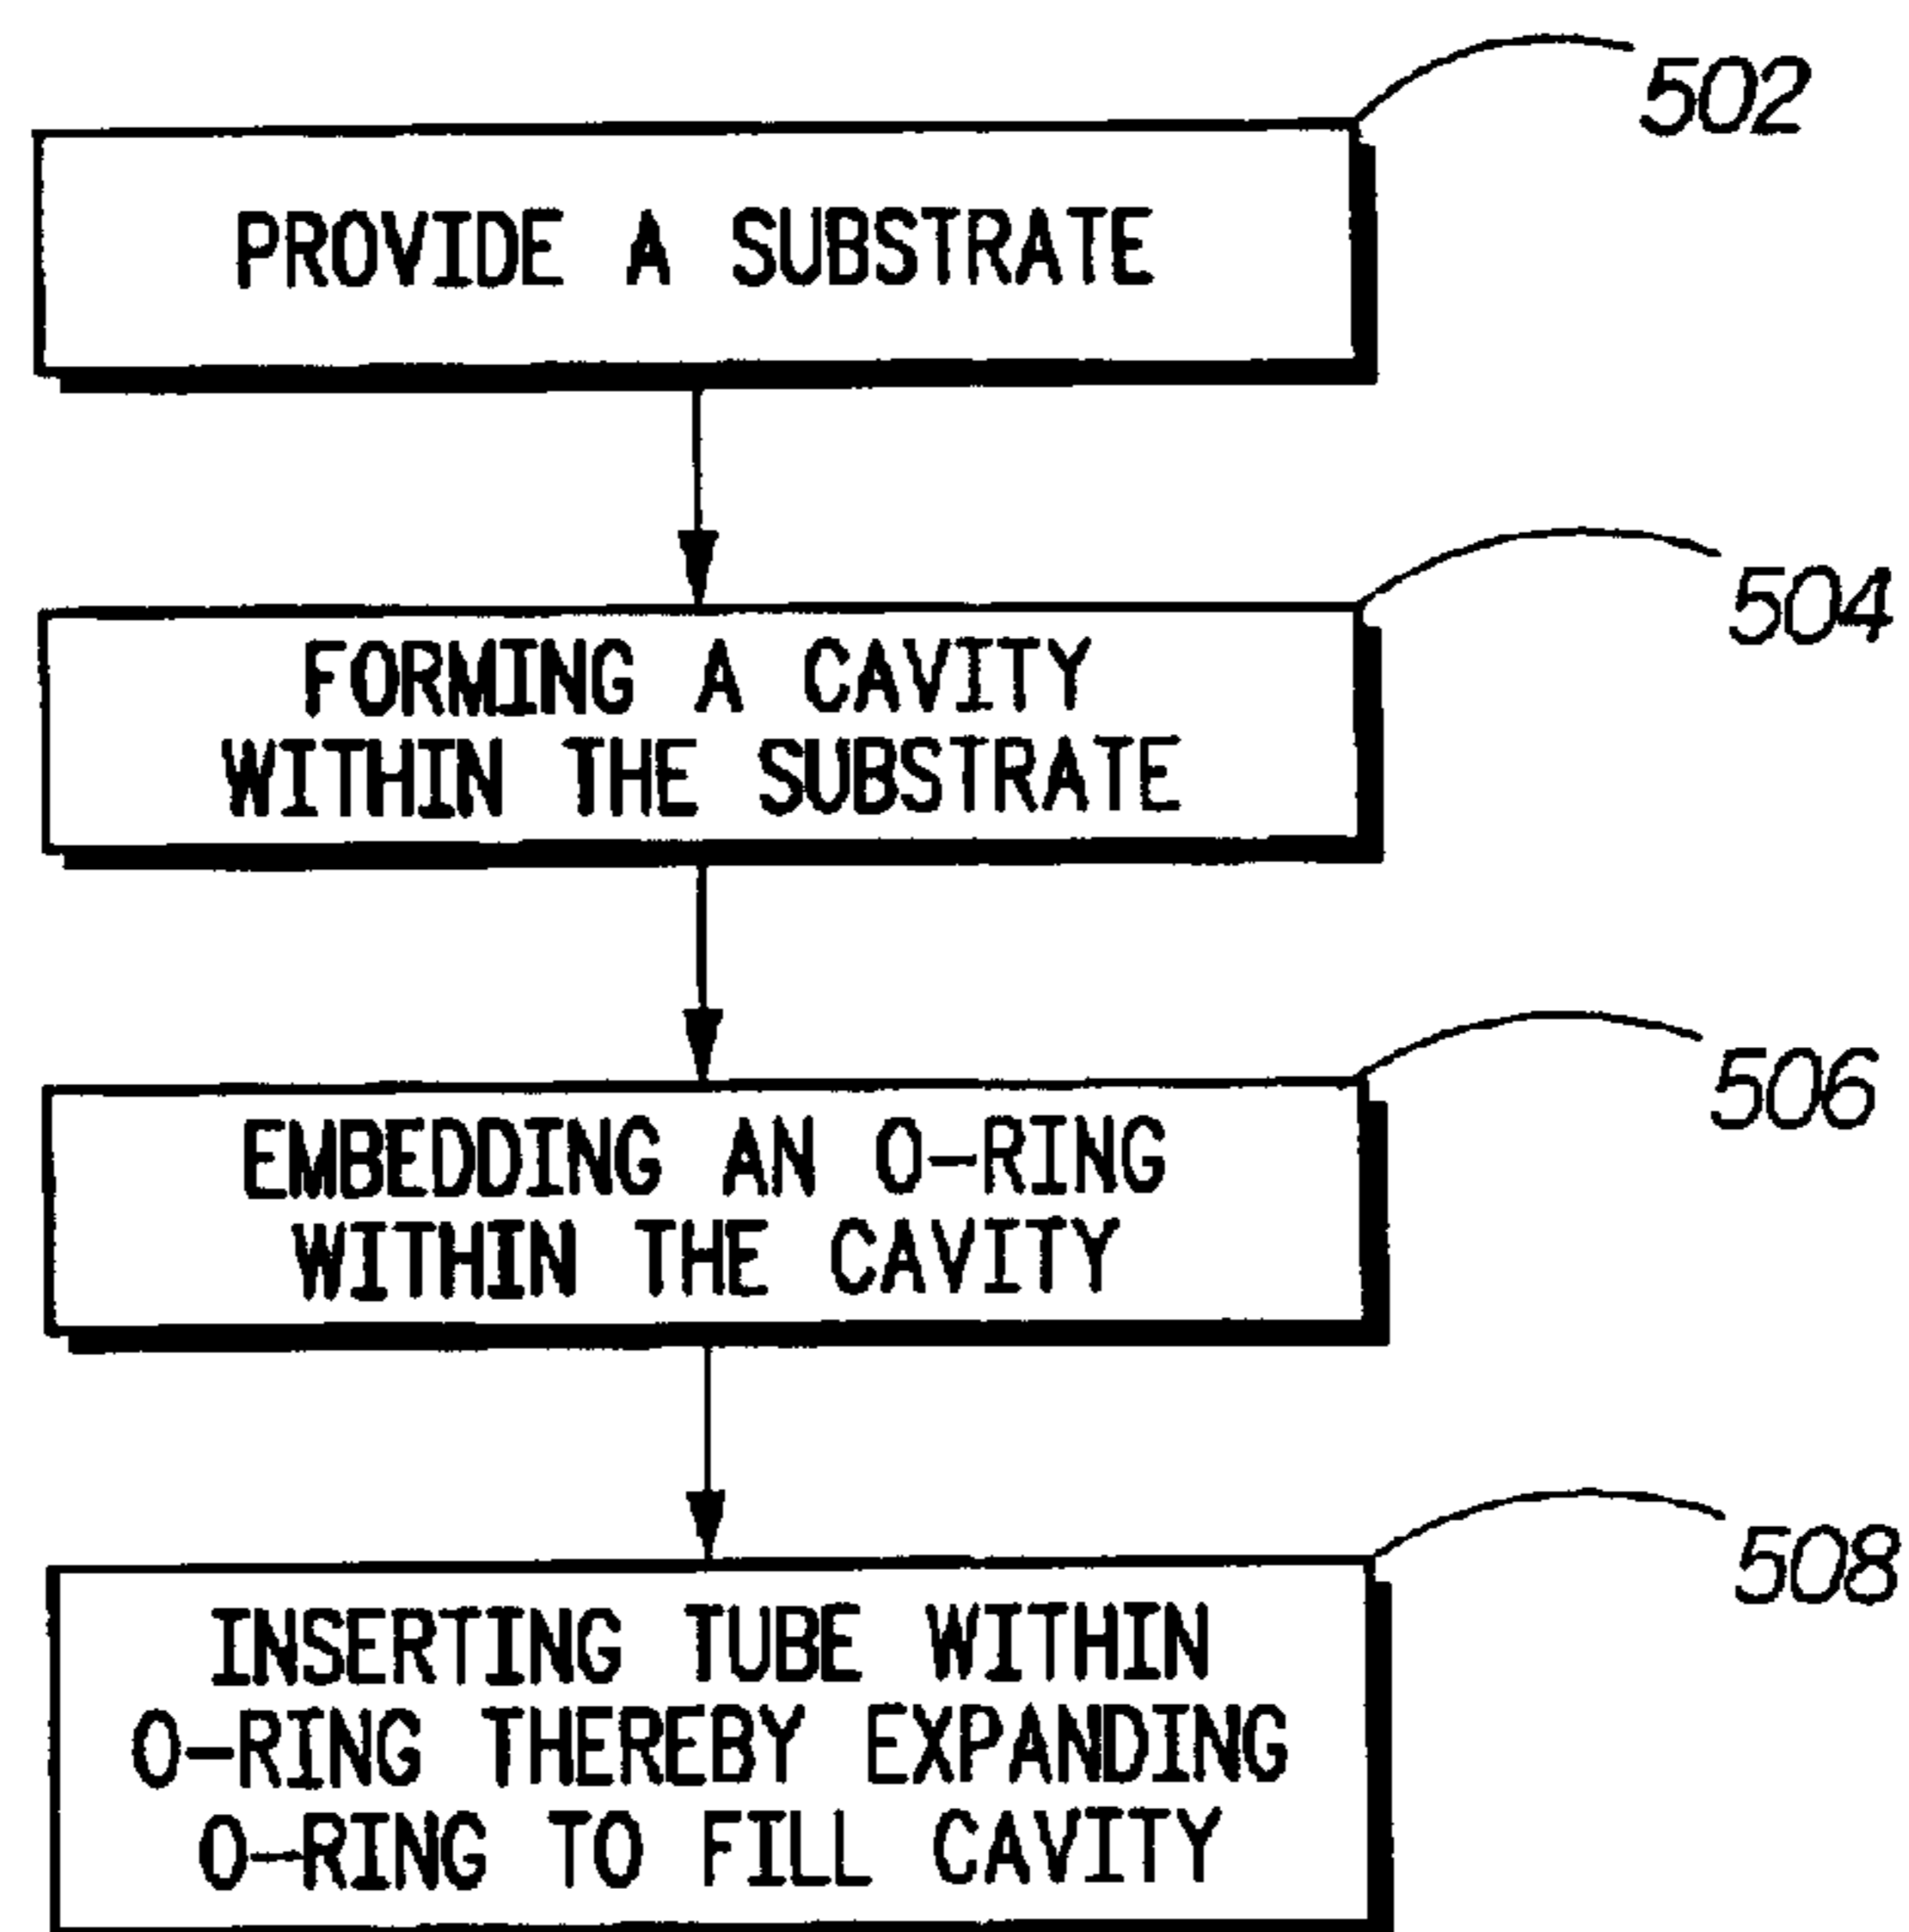 502
PROVIDE A SUBSTRATE
504
FORMING A CAVITY
WITHIN THE SUBSTRATE
506
EMBEDDING AN O-RING
WITHIN THE CAVITY
508
INSERTING TUBE WITHIN
O-RING THEREBY EXPANDING
O-RING TO FILL CAVITY